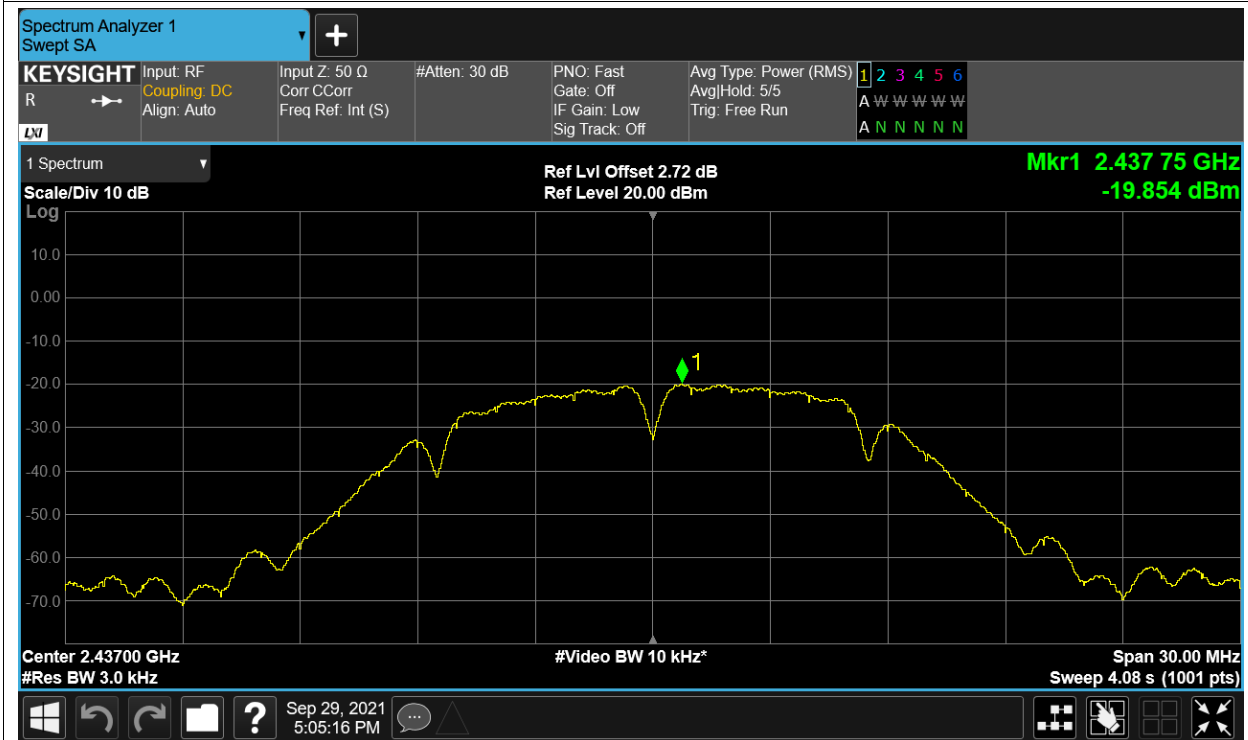 Spectrum Analyzer 1
Swept SA
+
KEYSIGHT
R
LXI
Input: RF
Coupling: DC
Align: Auto
Input Z: 50 Ω
Corr CCorr
Freq Ref: Int (S)
#Atten: 30 dB
PNO: Fast
Gate: Off
IF Gain: Low
Sig Track: Off
Avg Type: Power (RMS)
Avg|Hold: 5/5
Trig: Free Run
1 2 3 4 5 6
A W W W W W
A N N N N N
1 Spectrum
Scale/Div 10 dB
Log
Ref Lvl Offset 2.72 dB
Ref Level 20.00 dBm
Mkr1 2.437 75 GHz
-19.854 dBm
10.0
0.00
-10.0
1
-20.0
-30.0
-40.0
-50.0
-60.0
-70.0
Center 2.43700 GHz
#Res BW 3.0 kHz
#Video BW 10 kHz*
Span 30.00 MHz
Sweep 4.08 s (1001 pts)
?
Sep 29, 2021
5:05:16 PM